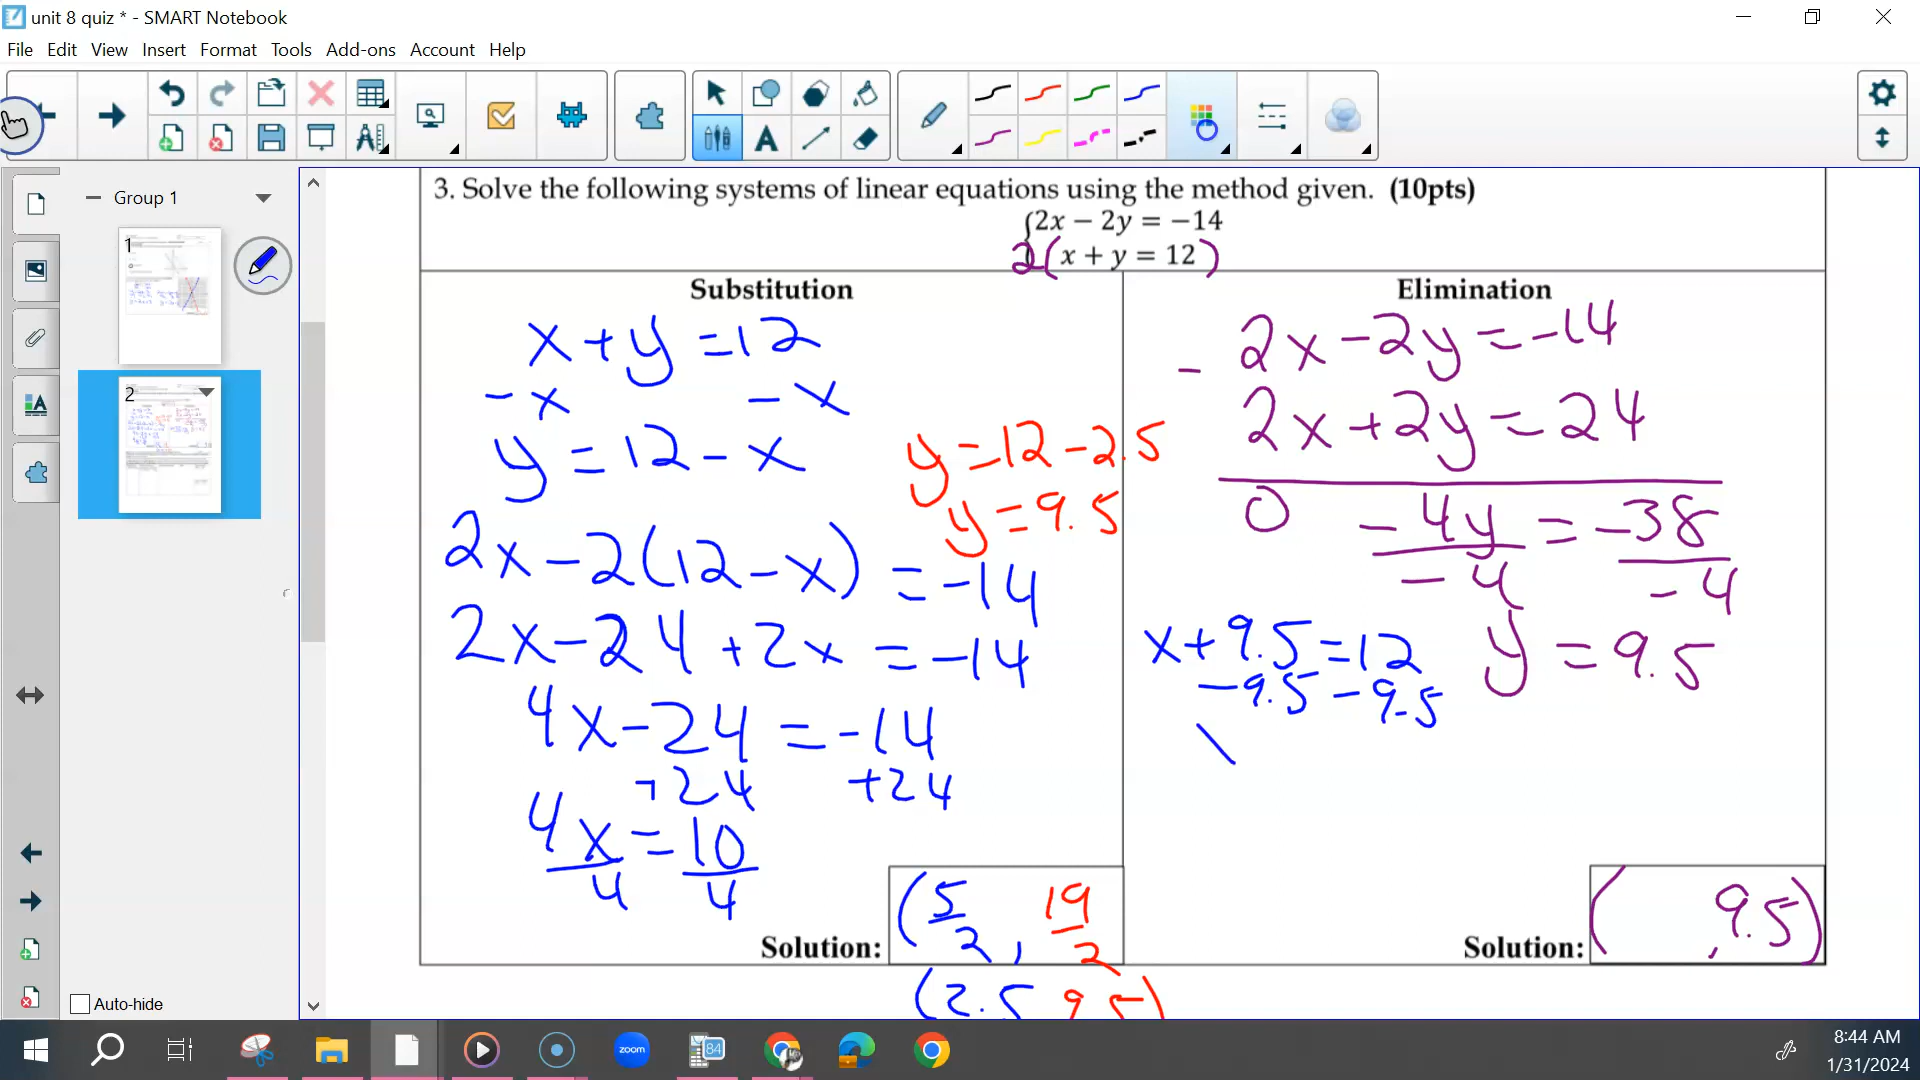 unit 8 quiz * - SMART Notebook
File Edit View Insert Format Tools Add-ons Account Help
Group 1
1
2
Auto-hide
3. Solve the following systems of linear equations using the method given. (10pts)
2x − 2y = −14
2( x + y = 12 )
Substitution
x + y = 12
- x - x
y = 12 - x
2x - 2(12 - x) = -14
2x - 24 + 2x = -14
4x - 24 = -14
+24 +24
4x = 10
4 4
y = 12 - 2.5
y = 9.5
Solution: (5/2, 19/2)
(2.5 9.5)
Elimination
2x - 2y = -14
-
2x + 2y = 24
0 -4y = -38
-4 -4
y = 9.5
x + 9.5 = 12
-9.5 -9.5
\
Solution: ( , 9.5)
zoom
84
8:44 AM
1/31/2024